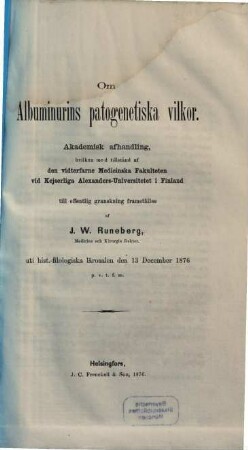 Om
Albuminurins patogenetiska vilkor.
Akademisk afhandling,
hvilken med tillstånd af
den vidterfarne Medicinska Fakulteten
vid Kejserliga Alexanders-Universitetet i Finland
till offentlig granskning framställes
af
J. W. Runeberg,
Medicine och Kirurgie Doktor,
uti hist.-filologiska lärosalen den 13 December 1876
p. v. t. f. m.
Helsingfors,
J. C. Frenckell & Son, 1876.